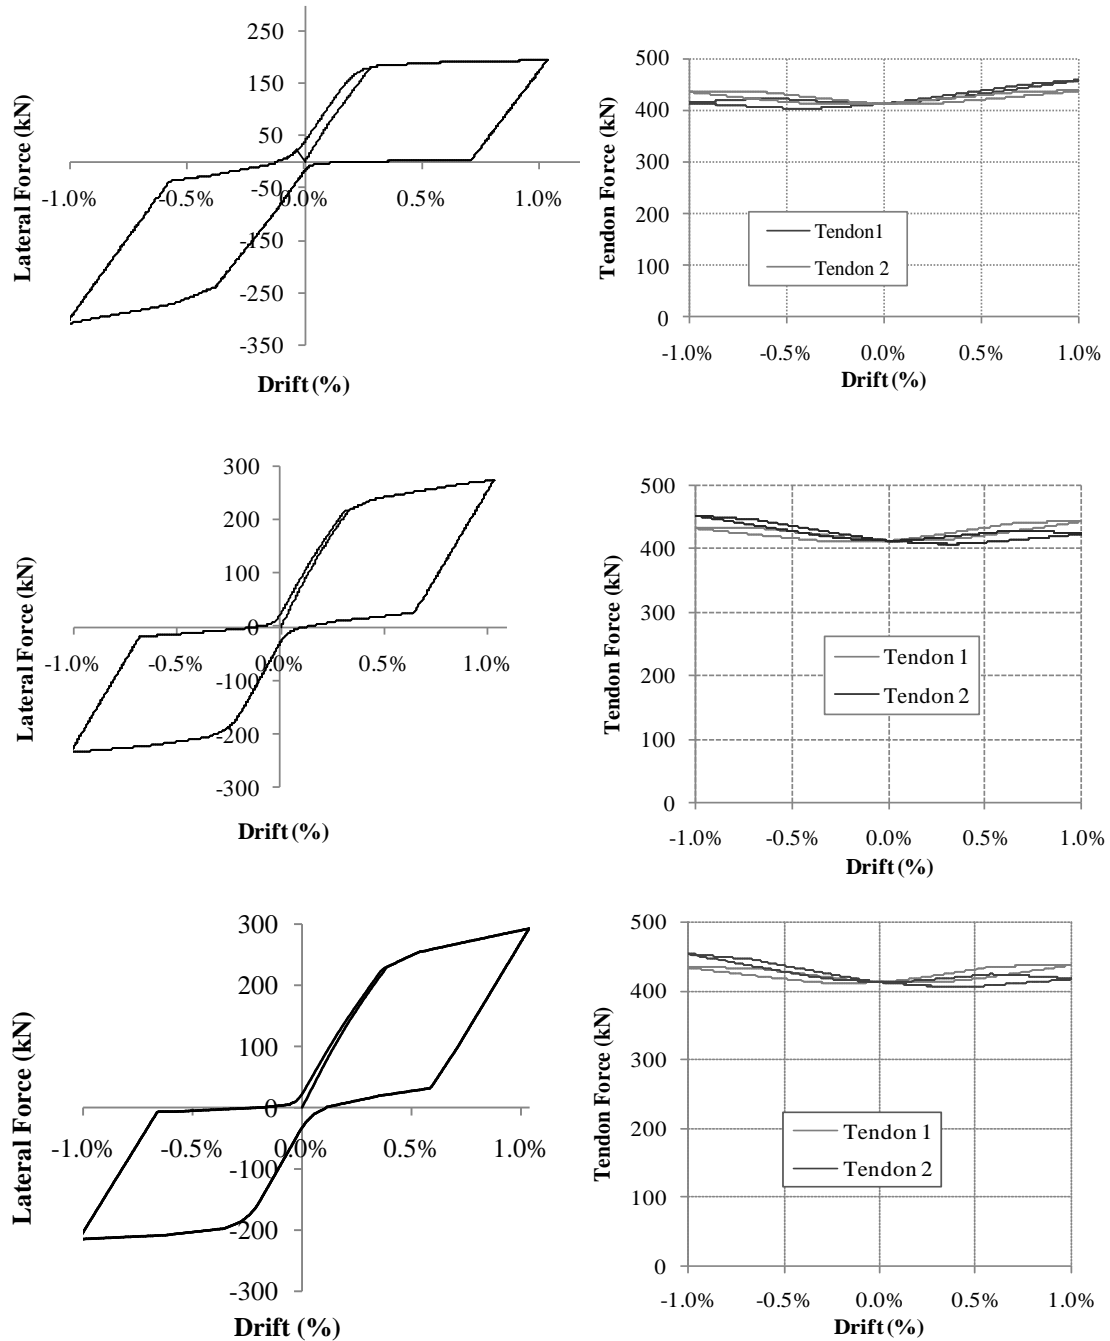 250
150
50
-50
-150
-250
-350
-1.0% -0.5% 0.0% 0.5% 1.0%
Lateral Force (kN)
Drift (%)
500
400
300
200
100
0
Tendon1
Tendon 2
-1.0% -0.5% 0.0% 0.5% 1.0%
Tendon Force (kN)
Drift (%)
300
200
100
0
-100
-200
-300
-1.0% -0.5% 0.0% 0.5% 1.0%
Lateral Force (kN)
Drift (%)
500
400
300
200
100
0
Tendon 1
Tendon 2
-1.0% -0.5% 0.0% 0.5% 1.0%
Tendon Force (kN)
Drift (%)
300
200
100
0
-100
-200
-300
-1.0% -0.5% 0.0% 0.5% 1.0%
Lateral Force (kN)
Drift (%)
500
400
300
200
100
0
Tendon 1
Tendon 2
-1.0% -0.5% 0.0% 0.5% 1.0%
Tendon Force (kN)
Drift (%)